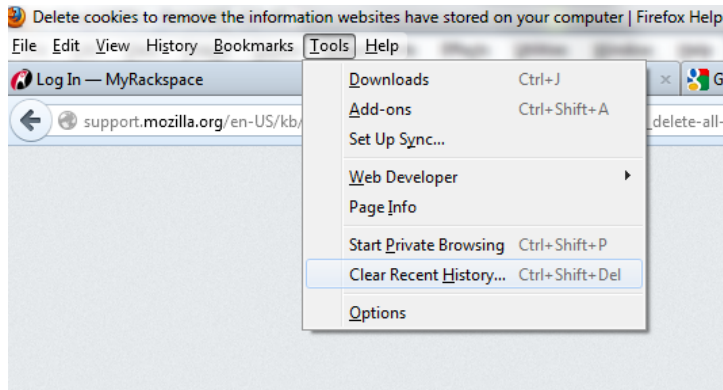 Delete cookies to remove the information websites have stored on your computer | Firefox Help
File Edit View History Bookmarks Tools Help
Log In — MyRackspace
G
support.mozilla.org/en-US/kb/
_delete-all-
Downloads Ctrl+J
Add-ons Ctrl+Shift+A
Set Up Sync...
Web Developer
Page Info
Start Private Browsing Ctrl+Shift+P
Clear Recent History... Ctrl+Shift+Del
Options